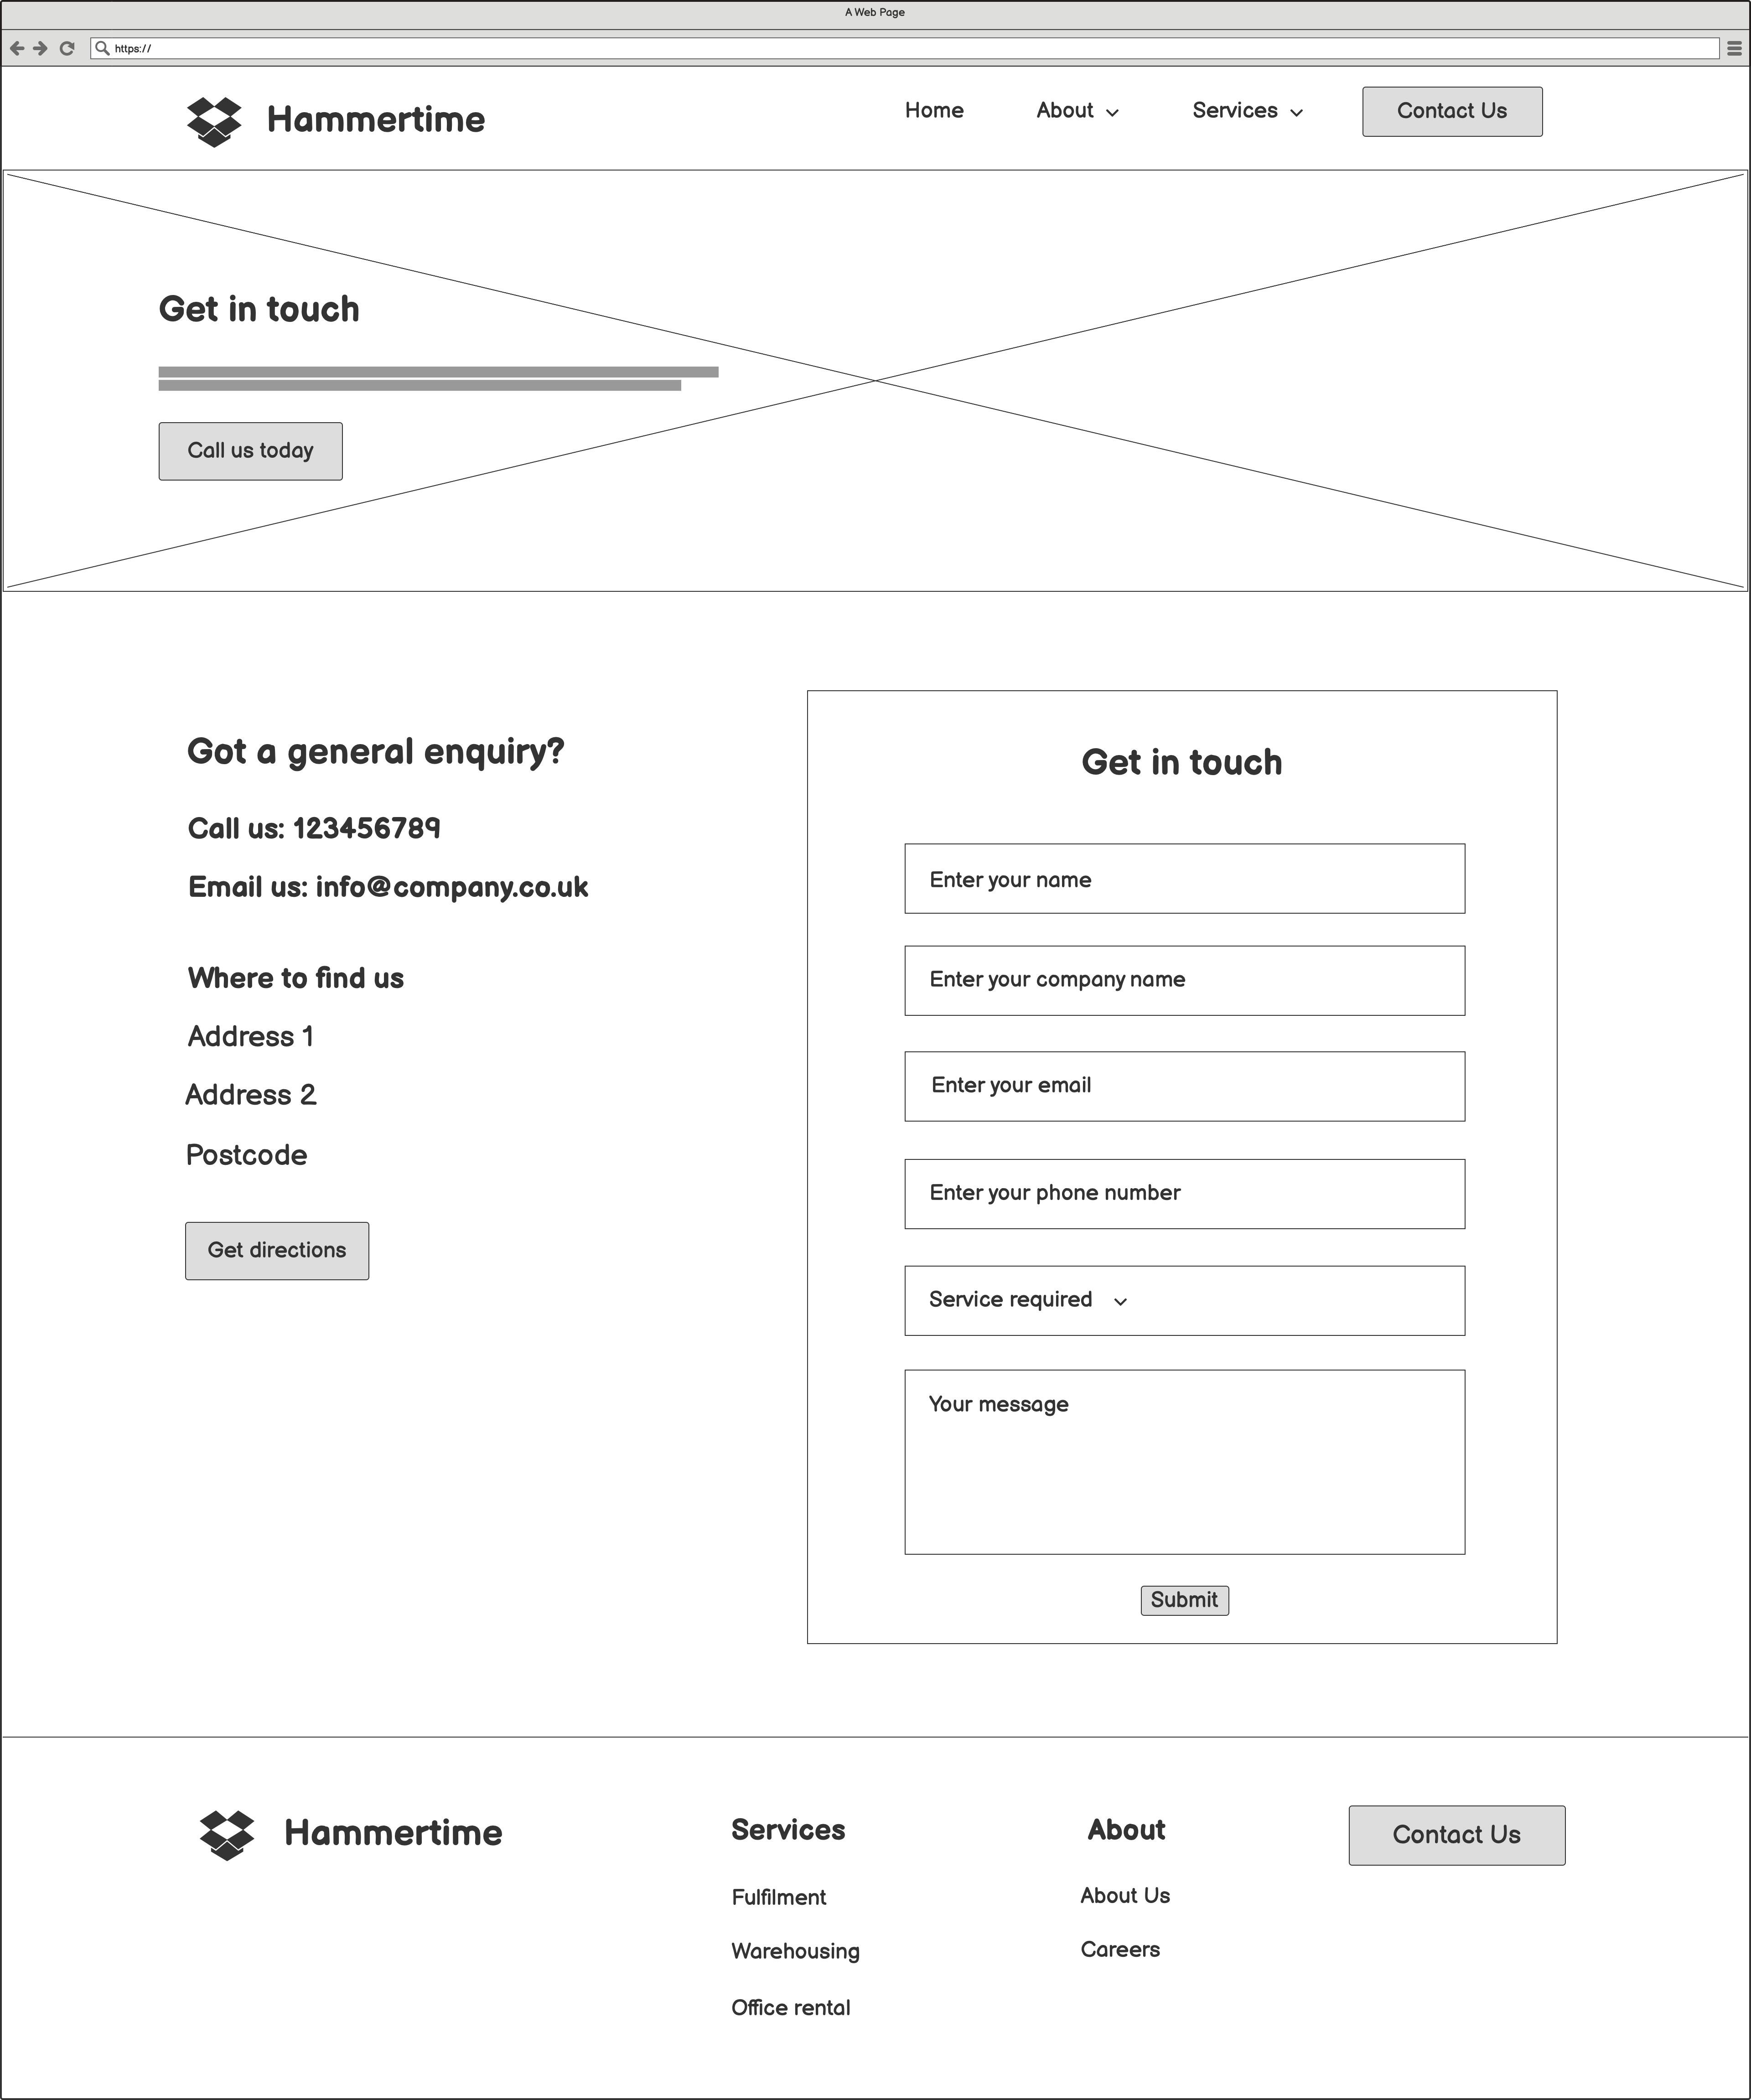 A Web Page
https://
Hammertime
Home
About
Services
Contact Us
Get in touch
Call us today
Got a general enquiry?
Call us: 123456789
Email us: info@company.co.uk
Where to find us
Address 1
Address 2
Postcode
Get directions
Get in touch
Enter your name
Enter your company name
Enter your email
Enter your phone number
Service required
Your message
Submit
Hammertime
Services
Fulfilment
Warehousing
Office rental
About
About Us
Careers
Contact Us